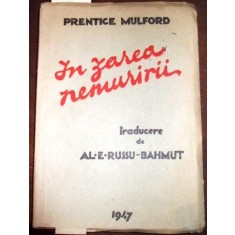 PRENTICE MULFORD
In zarea
nemuririi
Traducere
de
AL·E·RUSSU-BAHMUT
1947